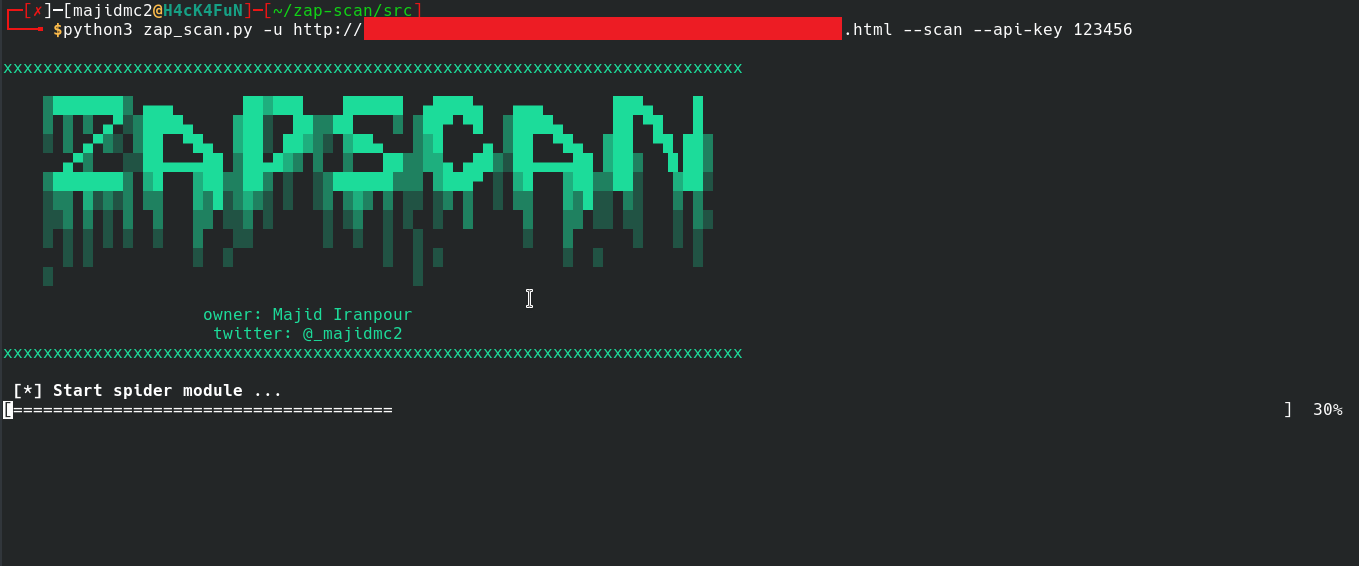 ┌─[✗]─[majidmc2@H4cK4FuN]─[~/zap-scan/src]
└──╼ $python3 zap_scan.py -u http://.html --scan --api-key 123456
xxxxxxxxxxxxxxxxxxxxxxxxxxxxxxxxxxxxxxxxxxxxxxxxxxxxxxxxxxxxxxxxxxxxxxxxxx
ZAPSCAN
owner: Majid Iranpour
twitter: @_majidmc2
xxxxxxxxxxxxxxxxxxxxxxxxxxxxxxxxxxxxxxxxxxxxxxxxxxxxxxxxxxxxxxxxxxxxxxxxxx
[*] Start spider module ...
[====================================== ] 30%